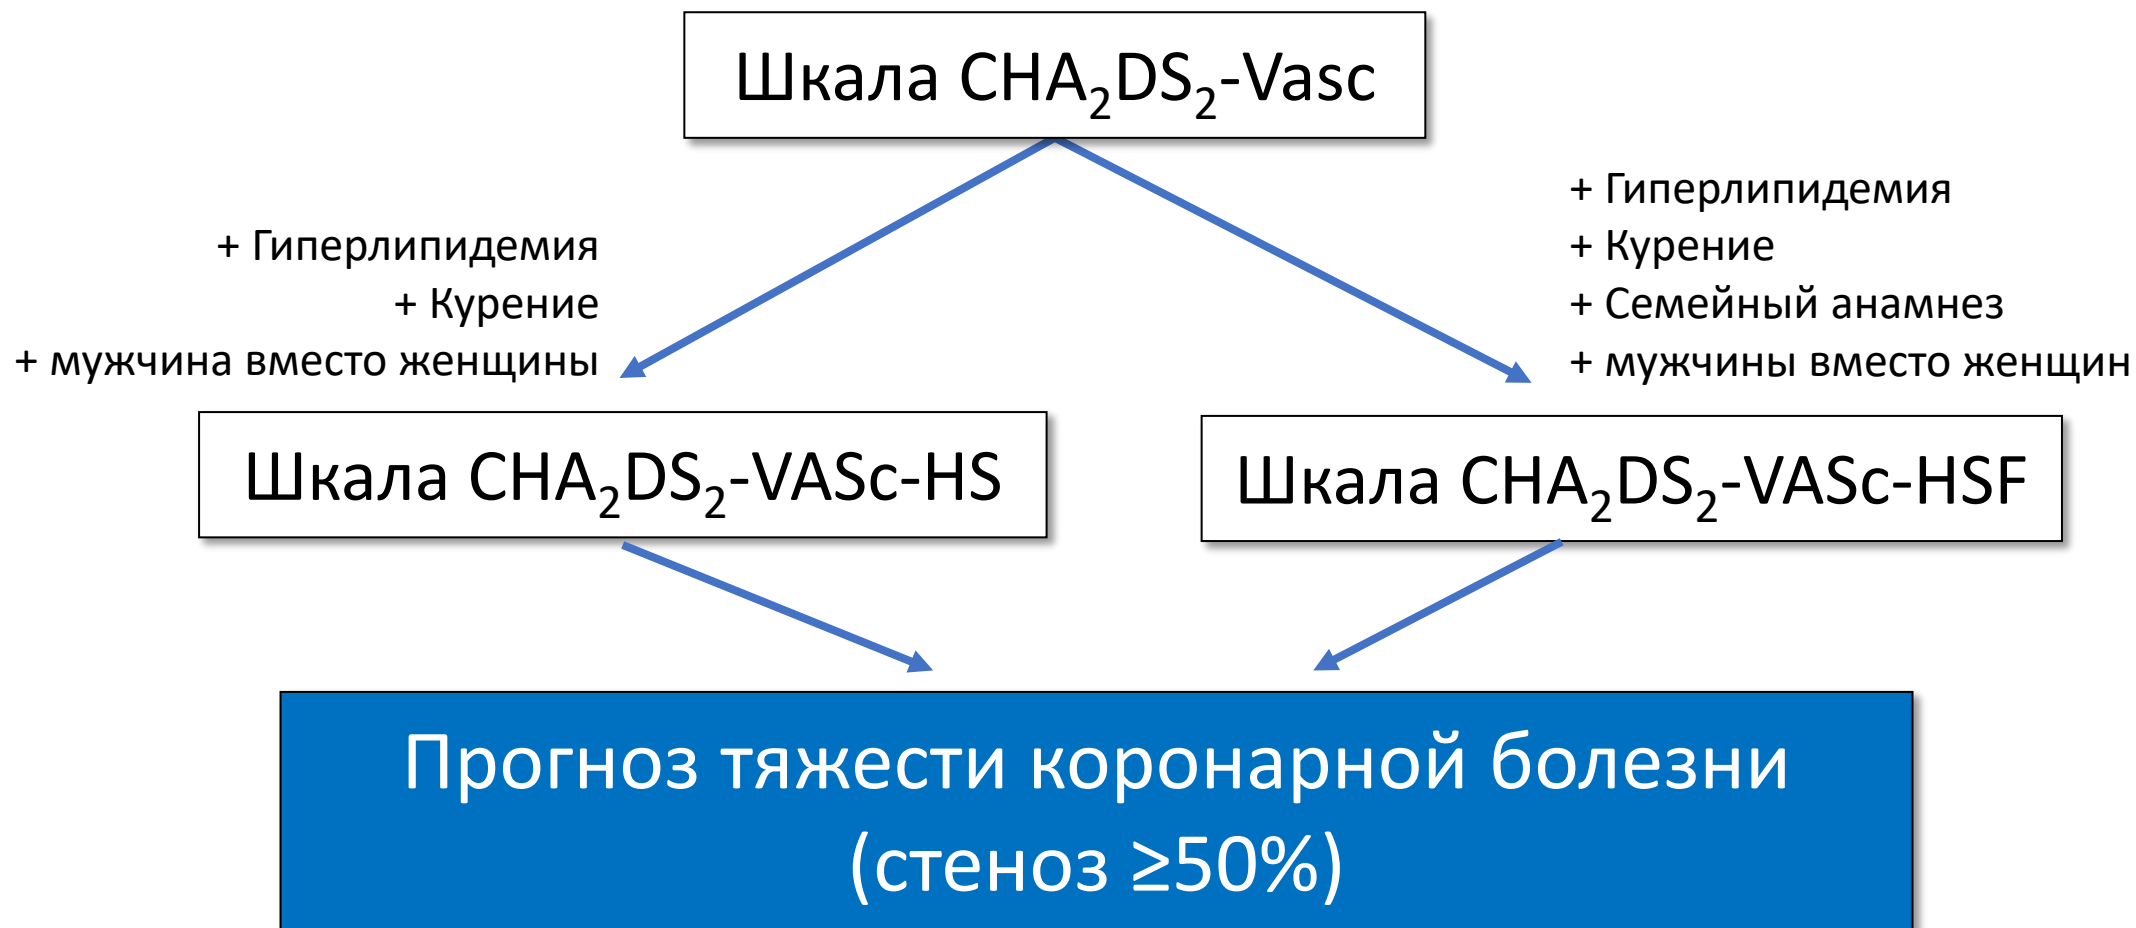 Шкала CHA₂DS₂-Vasc
+ Гиперлипидемия
+ Курение
+ мужчина вместо женщины
+ Гиперлипидемия
+ Курение
+ Семейный анамнез
+ мужчины вместо женщин
Шкала CHA₂DS₂-VASc-HS
Шкала CHA₂DS₂-VASc-HSF
Прогноз тяжести коронарной болезни
(стеноз ≥50%)